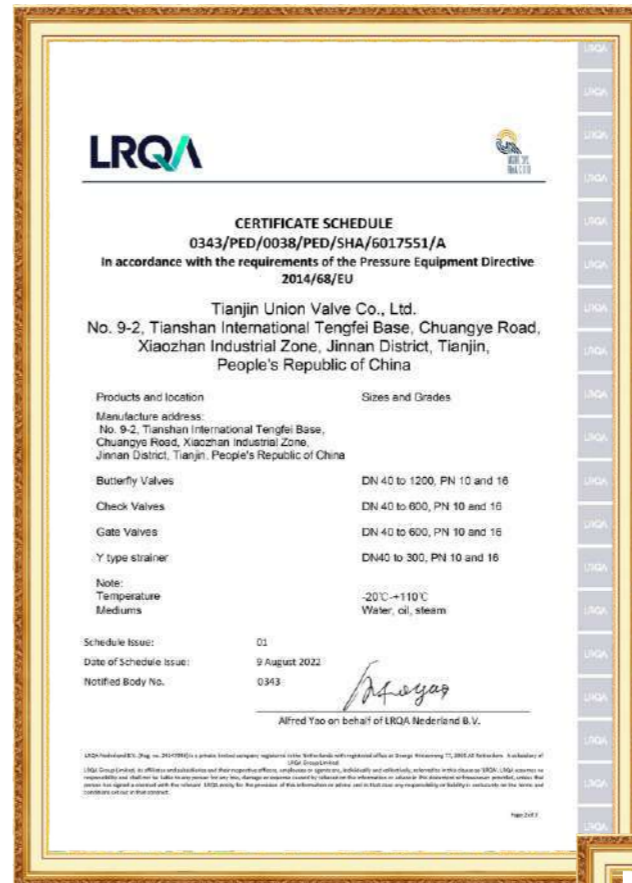 LRQA
CERTIFICATE SCHEDULE
0343/PED/0038/PED/SHA/6017551/A
In accordance with the requirements of the Pressure Equipment Directive
2014/68/EU
Tianjin Union Valve Co., Ltd.
No. 9-2, Tianshan International Tengfei Base, Chuangye Road,
Xiaozhan Industrial Zone, Jinnan District, Tianjin,
People's Republic of China
Products and location Sizes and Grades
Manufacture address:
No. 9-2, Tianshan International Tengfei Base,
Chuangye Road, Xiaozhan Industrial Zone,
Jinnan District, Tianjin, People's Republic of China
Butterfly Valves DN 40 to 1200, PN 10 and 16
Check Valves DN 40 to 600, PN 10 and 16
Gate Valves DN 40 to 600, PN 10 and 16
Y type strainer DN40 to 300, PN 10 and 16
Note:
Temperature -20℃-+110℃
Mediums Water, oil, steam
Schedule Issue: 01
Date of Schedule Issue: 9 August 2022
Notified Body No. 0343
Alfred Yao on behalf of LRQA Nederland B.V.